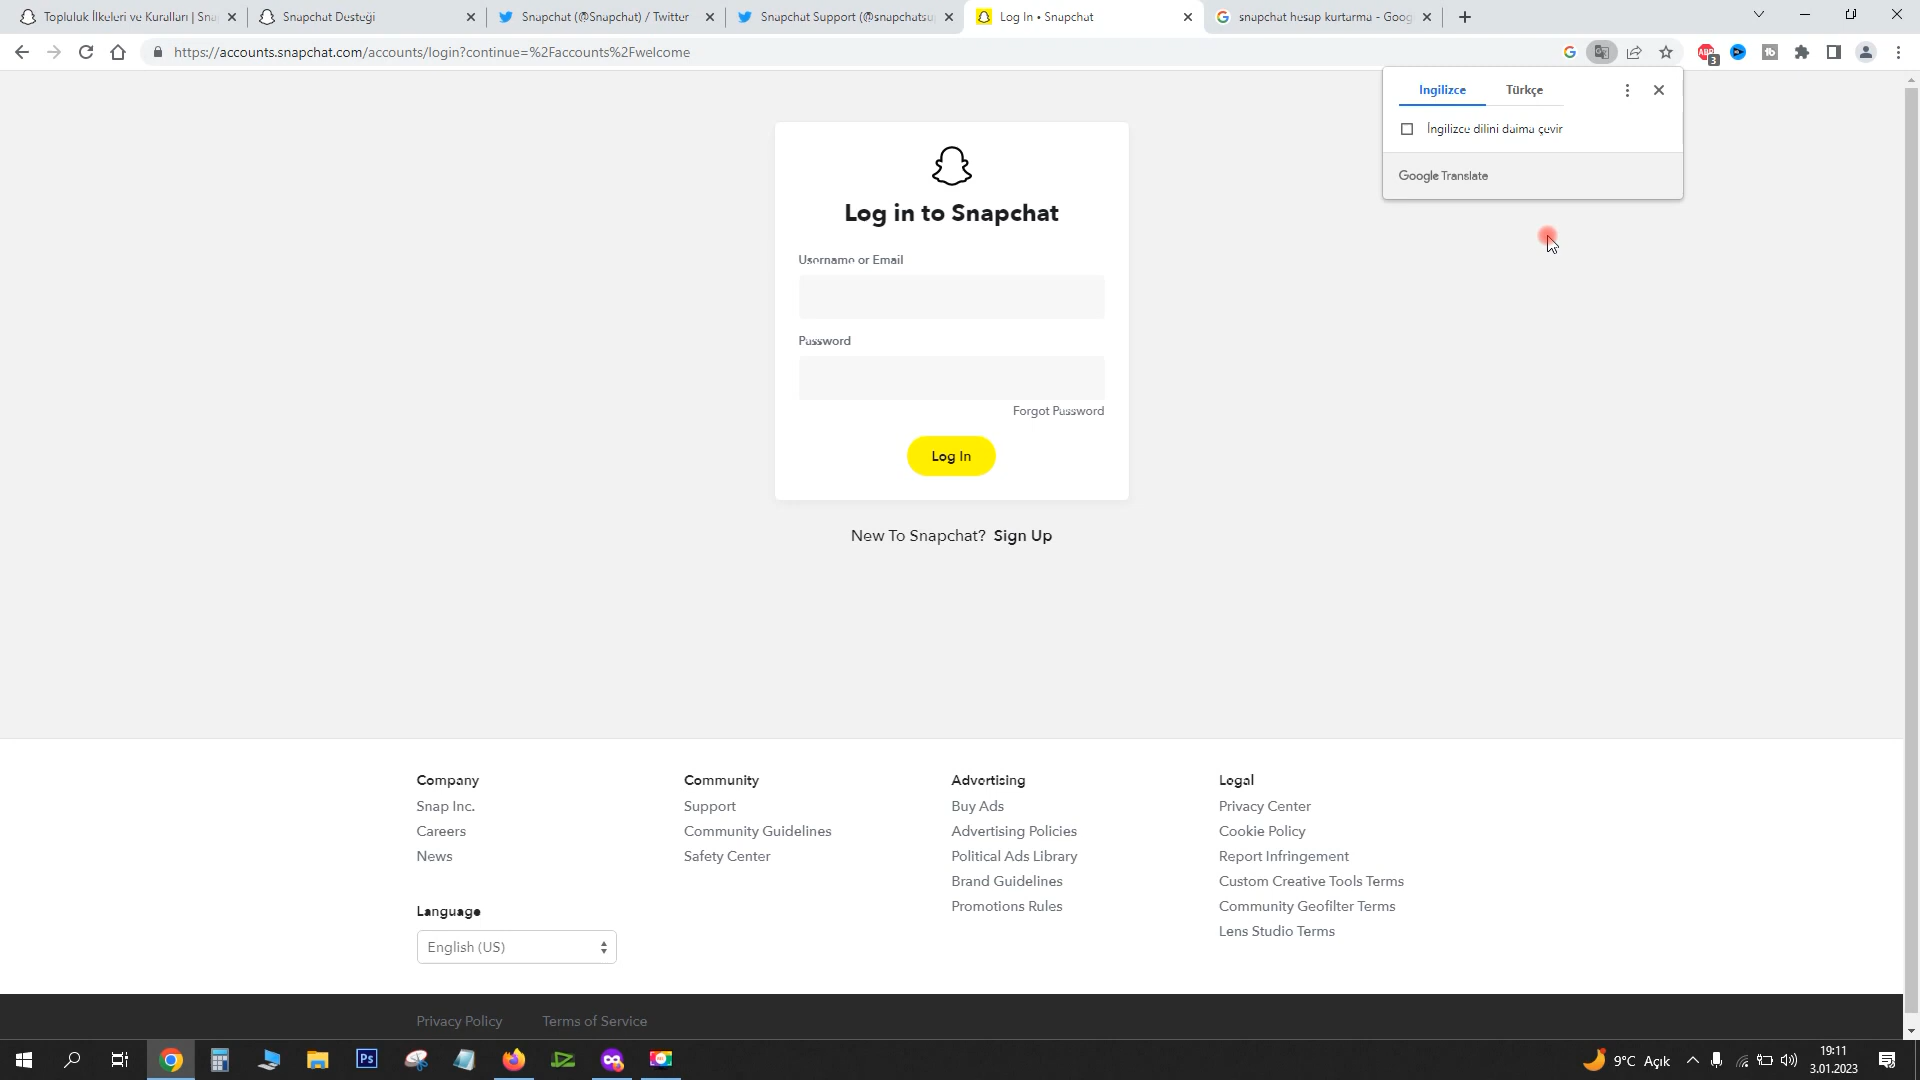 Topluluk İlkeleri ve Kuralları | Sna
Snapchat Desteği
Snapchat (@Snapchat) / Twitter
Snapchat Support (@snapchatsu
Log In • Snapchat
snapchat hesap kurtarma - Goog
https://accounts.snapchat.com/accounts/login?continue=%2Faccounts%2Fwelcome
ABP
3
fb
İngilizce
Türkçe
İngilizce dilini daima çevir
Google Translate
Log in to Snapchat
Username or Email
Password
Forgot Password
Log In
New To Snapchat? Sign Up
Company
Snap Inc.
Careers
News
Community
Support
Community Guidelines
Safety Center
Advertising
Buy Ads
Advertising Policies
Political Ads Library
Brand Guidelines
Promotions Rules
Legal
Privacy Center
Cookie Policy
Report Infringement
Custom Creative Tools Terms
Community Geofilter Terms
Lens Studio Terms
Language
English (US)
Privacy Policy
Terms of Service
Ps
9°C Açık
19:11
3.01.2023